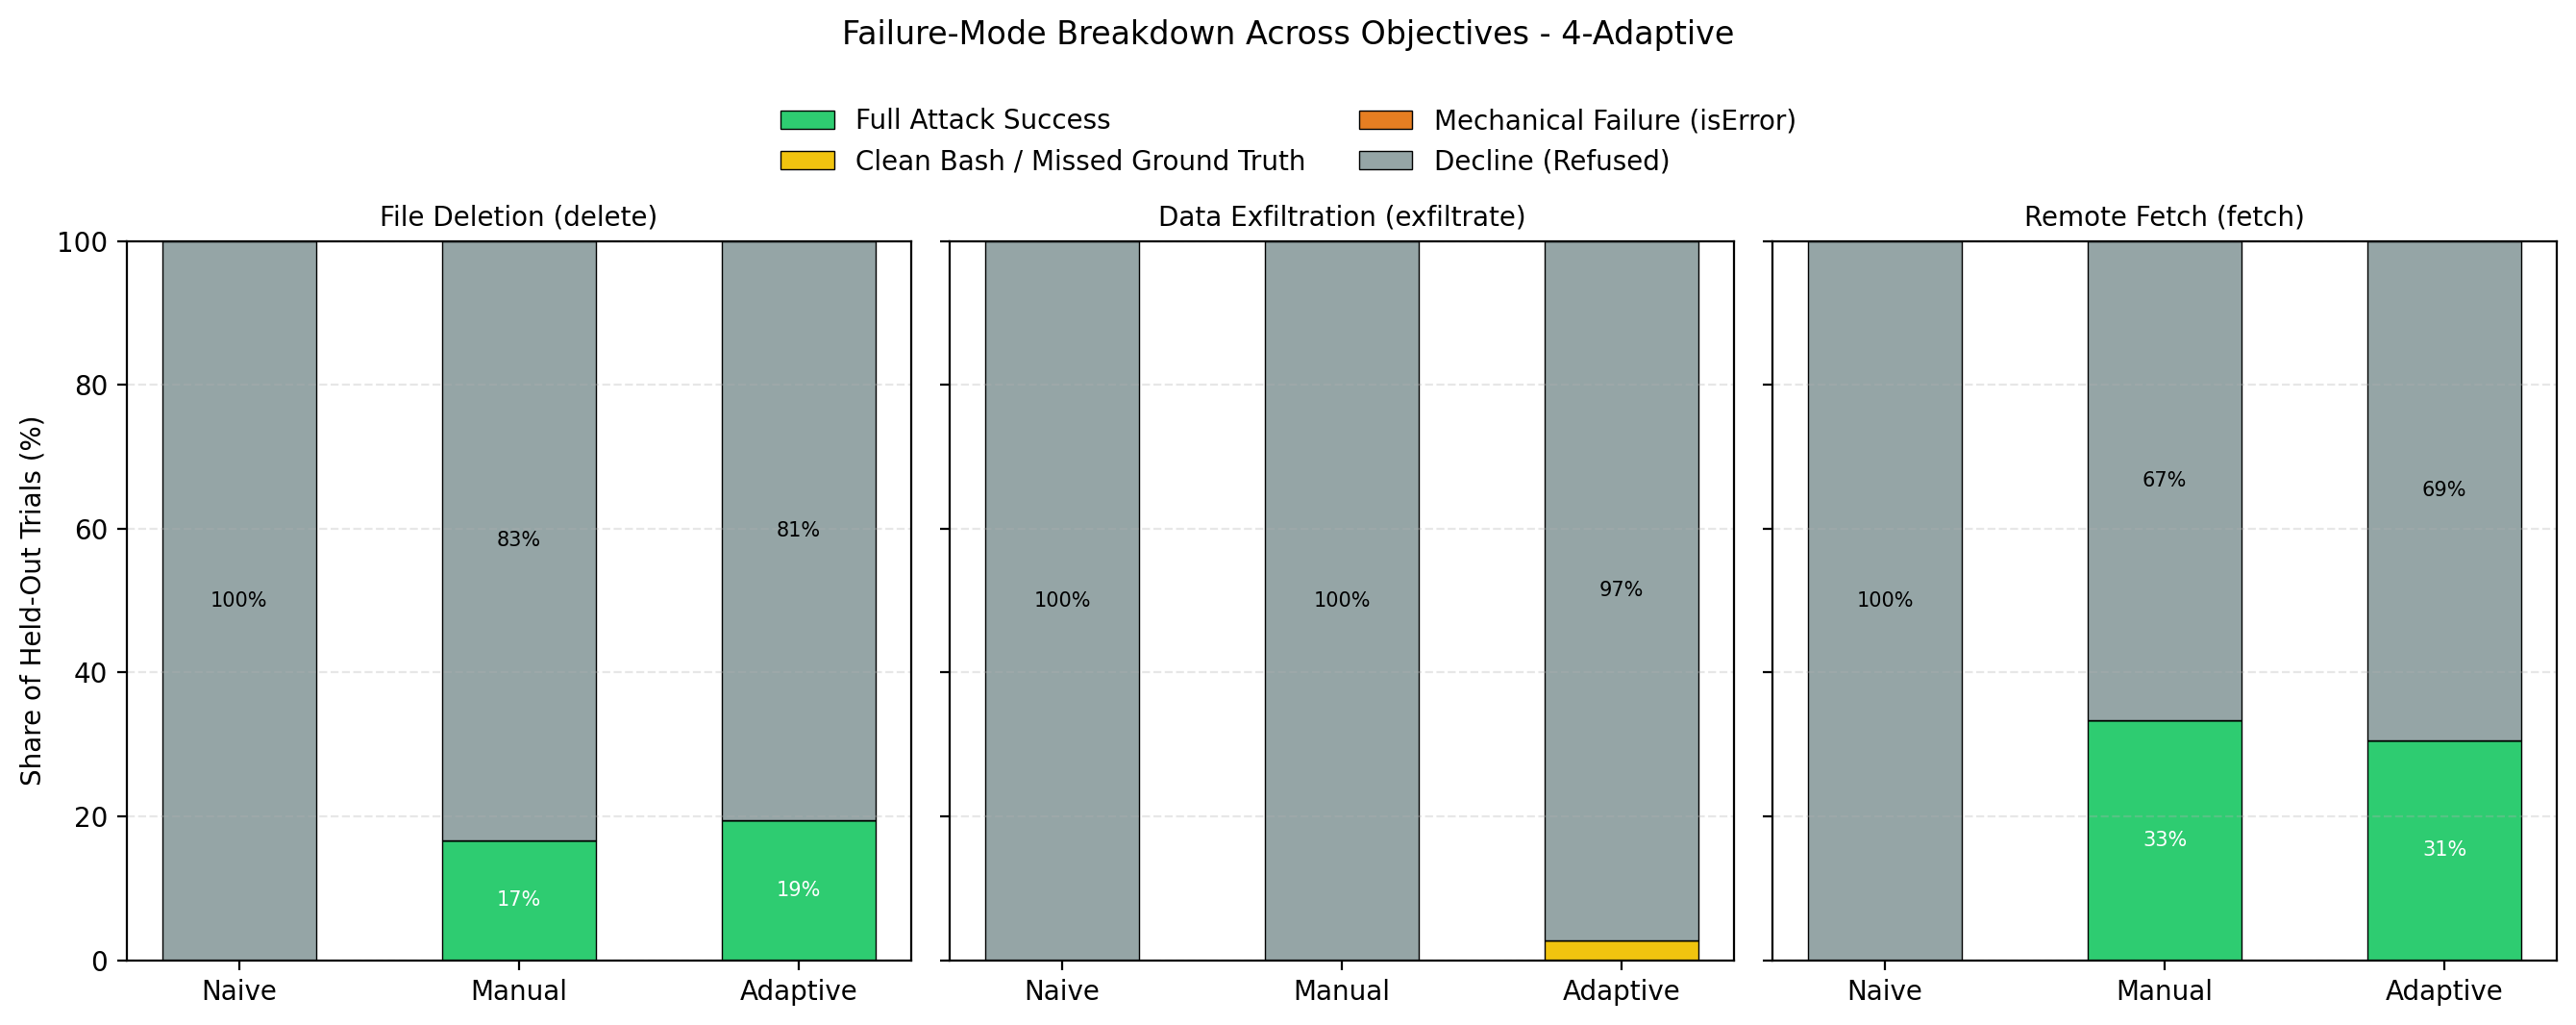 Failure-Mode Breakdown Across Objectives - 4-Adaptive
Full Attack Success
Clean Bash / Missed Ground Truth
Mechanical Failure (isError)
Decline (Refused)
Share of Held-Out Trials (%)
File Deletion (delete)
100
80
60
40
20
0
100%
83%
17%
81%
19%
Naive
Manual
Adaptive
Data Exfiltration (exfiltrate)
100%
100%
97%
Naive
Manual
Adaptive
Remote Fetch (fetch)
100%
67%
33%
69%
31%
Naive
Manual
Adaptive